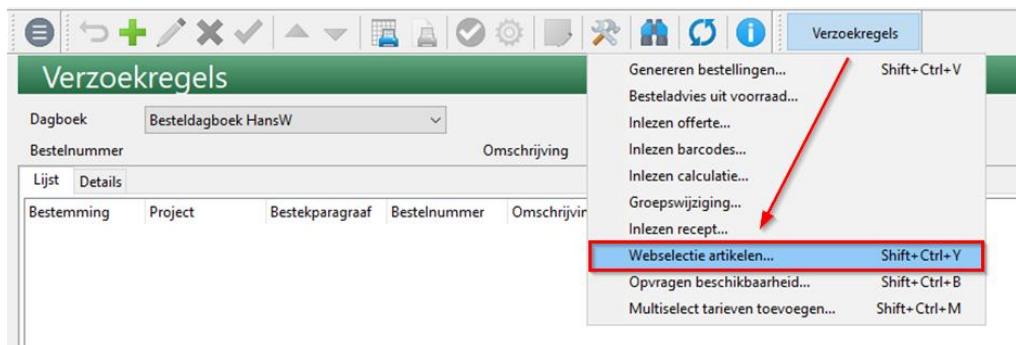 Verzoekregels
Verzoekregels
Genereren bestellingen... Shift+Ctrl+V
Besteladvies uit voorraad...
Dagboek Besteldagboek HansW
Inlezen offerte...
Bestelnummer Omschrijving
Inlezen barcodes...
Lijst Details
Inlezen calculatie...
Groepswijziging...
Bestemming Project Bestekparagraaf Bestelnummer Omschrijvin
Inlezen recept...
Webselectie artikelen... Shift+Ctrl+Y
Opvragen beschikbaarheid... Shift+Ctrl+B
Multiselect tarieven toevoegen... Shift+Ctrl+M